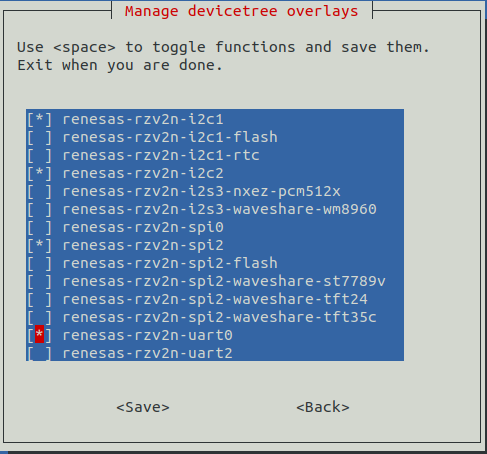 Manage devicetree overlays
Use <space> to toggle functions and save them.
Exit when you are done.
[*] renesas-rzv2n-i2c1
[ ] renesas-rzv2n-i2c1-flash
[ ] renesas-rzv2n-i2c1-rtc
[*] renesas-rzv2n-i2c2
[ ] renesas-rzv2n-i2s3-nxez-pcm512x
[ ] renesas-rzv2n-i2s3-waveshare-wm8960
[ ] renesas-rzv2n-spi0
[*] renesas-rzv2n-spi2
[ ] renesas-rzv2n-spi2-flash
[ ] renesas-rzv2n-spi2-waveshare-st7789v
[ ] renesas-rzv2n-spi2-waveshare-tft24
[ ] renesas-rzv2n-spi2-waveshare-tft35c
[*] renesas-rzv2n-uart0
[ ] renesas-rzv2n-uart2
<Save> <Back>